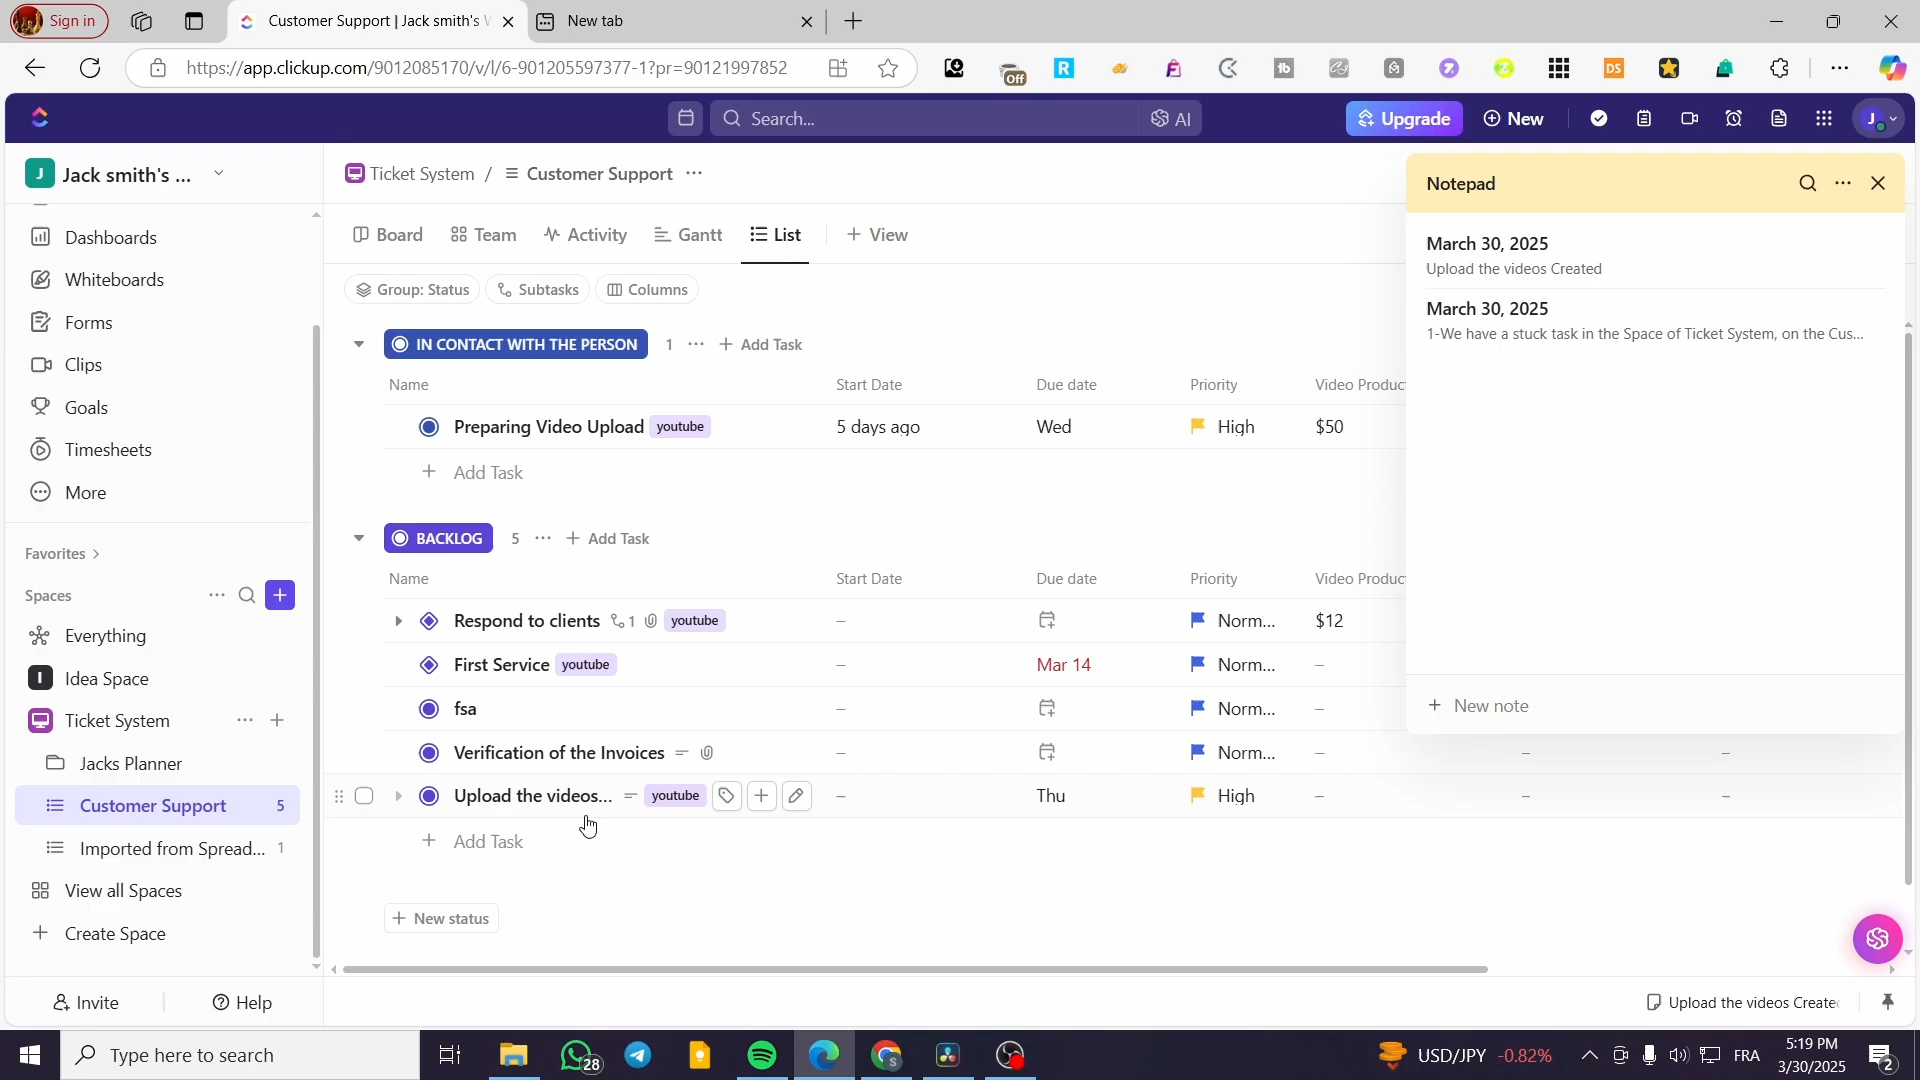 Sign in
Customer Support | Jack smith's
New tab
https://app.clickup.com/9012085170/v/l/6-901205597377-1?pr=90121997852
Off
R
tb
DS
Search...
AI
Upgrade
New
J
J
Jack smith's ...
Ticket System / Customer Support ...
Dashboards
Whiteboards
Forms
Clips
Goals
Timesheets
More
Favorites
Spaces
Everything
I
Idea Space
Ticket System
Jacks Planner
Customer Support 5
Imported from Spread... 1
View all Spaces
Create Space
Invite
Help
Board
Team
Activity
Gantt
List
+ View
Group: Status
Subtasks
Columns
IN CONTACT WITH THE PERSON 1 ... + Add Task
Name Start Date Due date Priority Video Produc
Preparing Video Upload youtube 5 days ago Wed High $50
+ Add Task
BACKLOG 5 ... + Add Task
Name Start Date Due date Priority Video Produc
Respond to clients 1 youtube – Norm... $12
First Service youtube – Mar 14 Norm... –
fsa – Norm... –
Verification of the Invoices – Norm... – – –
Upload the videos... youtube – Thu High – – –
+ Add Task
+ New status
Notepad
March 30, 2025
Upload the videos Created
March 30, 2025
1-We have a stuck task in the Space of Ticket System, on the Cus...
+ New note
Upload the videos Create
Type here to search
28
USD/JPY -0.82%
FRA
5:19 PM
3/30/2025
2